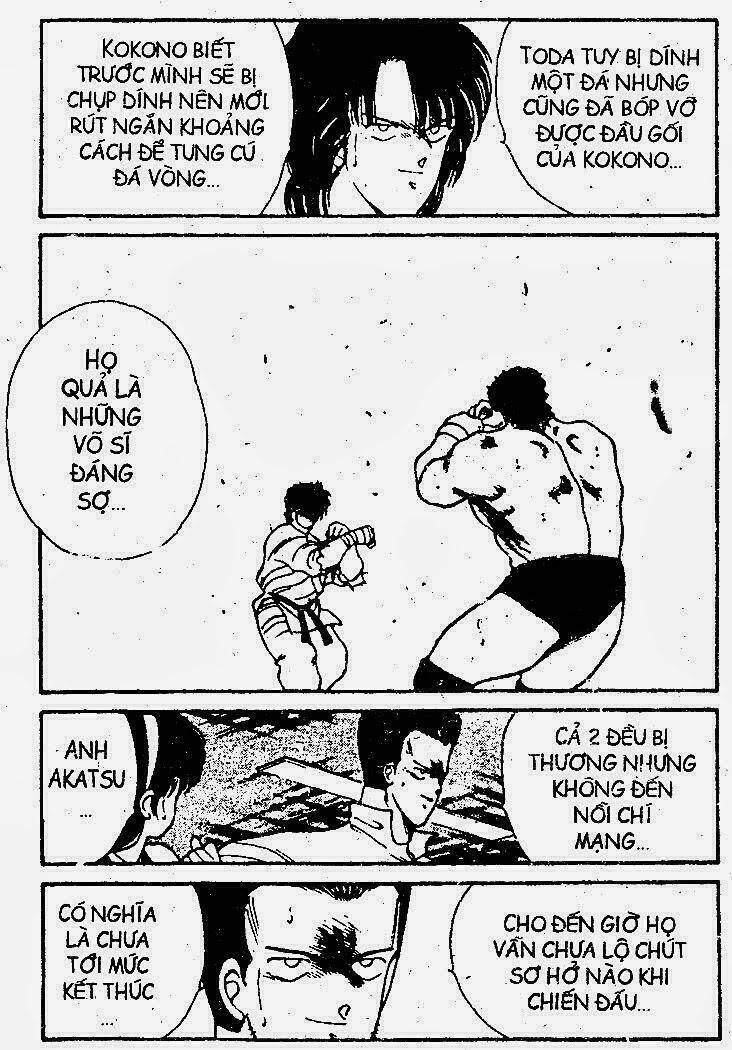 TODA TUY BỊ DÍNH
MỘT ĐÁ NHƯNG
CŨNG ĐÃ BÓP VỠ
ĐƯỢC ĐẦU GỐI
CỦA KOKONO...
KOKONO BIẾT
TRƯỚC MÌNH SẼ BỊ
CHỤP DÍNH NÊN MỚI
RÚT NGẮN KHOẢNG
CÁCH ĐỂ TUNG CÚ
ĐÁ VÒNG...
HỌ
QUẢ LÀ
NHỮNG
VÕ SĨ
ĐÁNG
SỢ...
CẢ 2 ĐỀU BỊ
THƯƠNG NHƯNG
KHÔNG ĐẾN
NỖI CHÍ
MẠNG...
ANH
AKATSU
...
CHO ĐẾN GIỜ HỌ
VẪN CHƯA LỘ CHÚT
SƠ HỞ NÀO KHI
CHIẾN ĐẤU...
CÓ NGHĨA
LÀ CHƯA
TỚI MỨC
KẾT THÚC
...